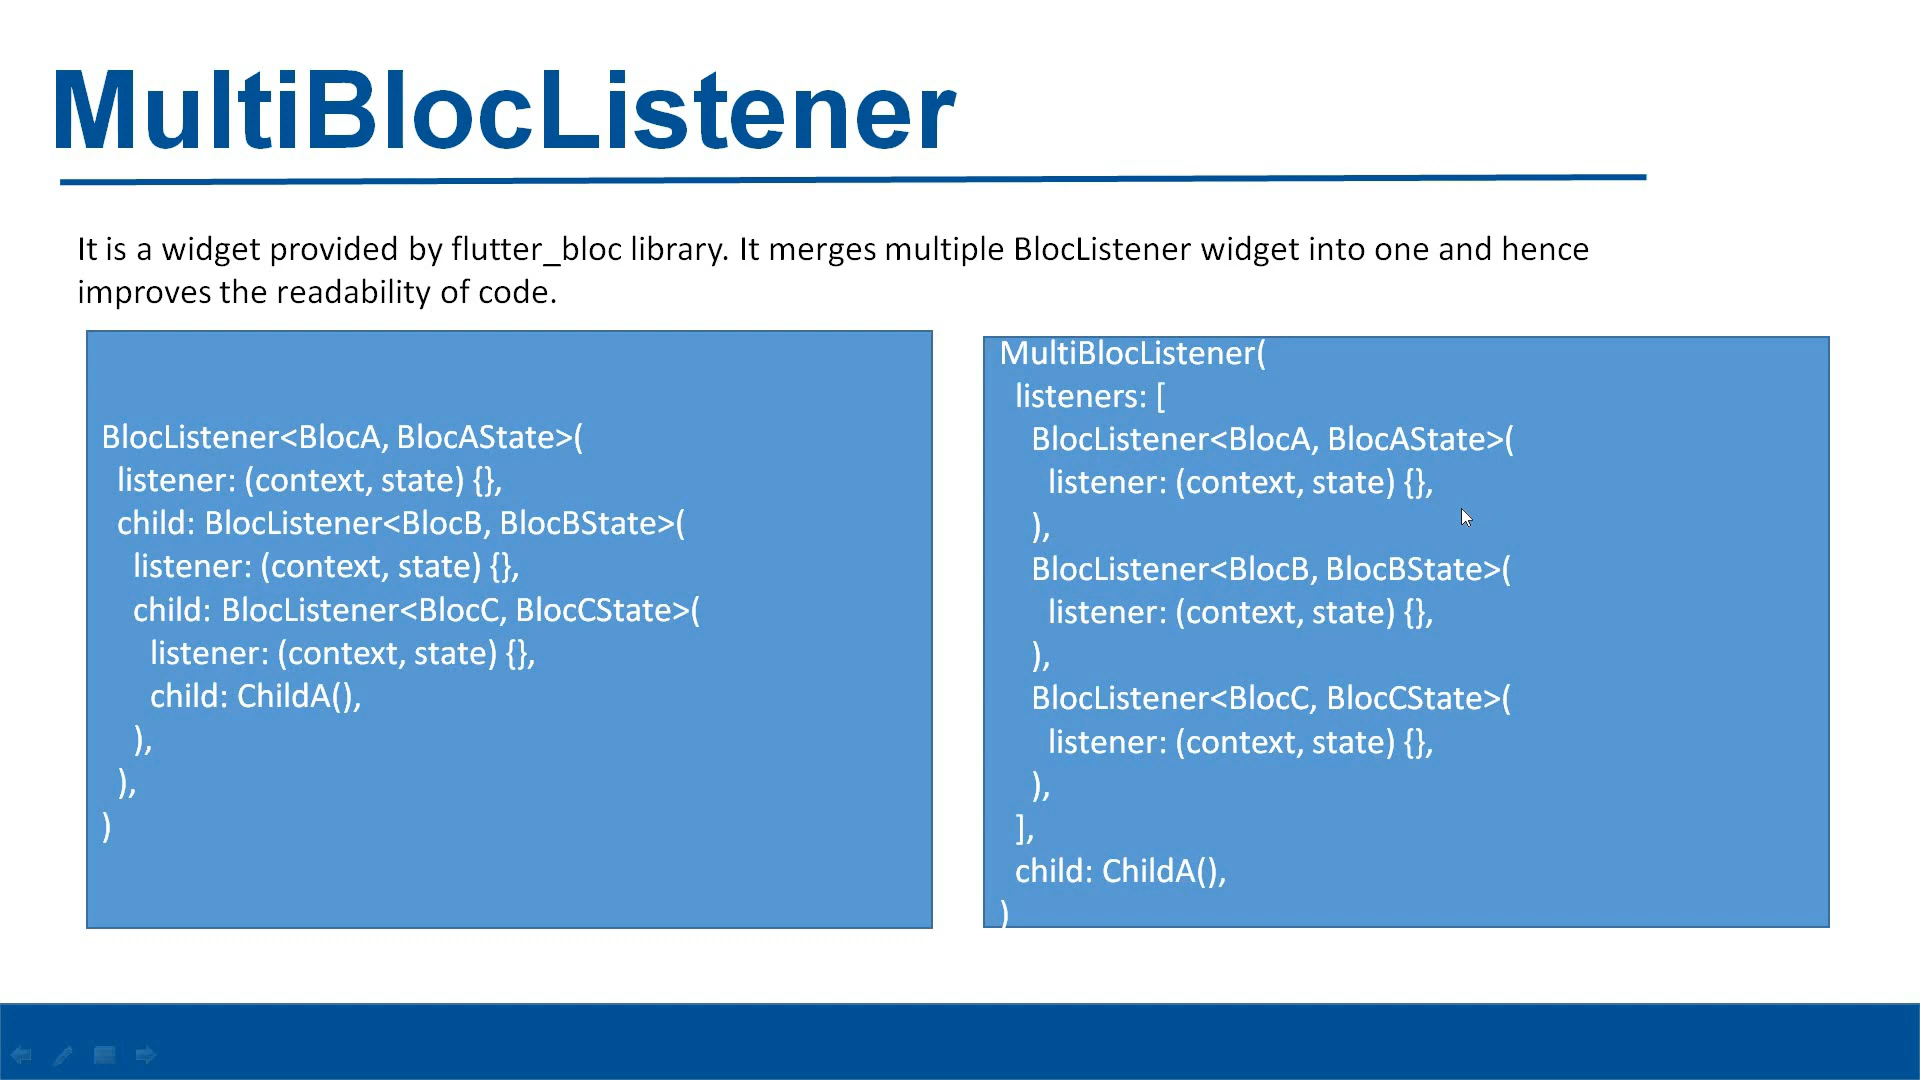 MultiBlocListener
It is a widget provided by flutter_bloc library. It merges multiple BlocListener widget into one and hence
improves the readability of code.
BlocListener<BlocA, BlocAState>(
listener: (context, state) {},
child: BlocListener<BlocB, BlocBState>(
listener: (context, state) {},
child: BlocListener<BlocC, BlocCState>(
listener: (context, state) {},
child: ChildA(),
),
),
)
MultiBlocListener(
listeners: [
BlocListener<BlocA, BlocAState>(
listener: (context, state) {},
),
BlocListener<BlocB, BlocBState>(
listener: (context, state) {},
),
BlocListener<BlocC, BlocCState>(
listener: (context, state) {},
),
],
child: ChildA(),
)